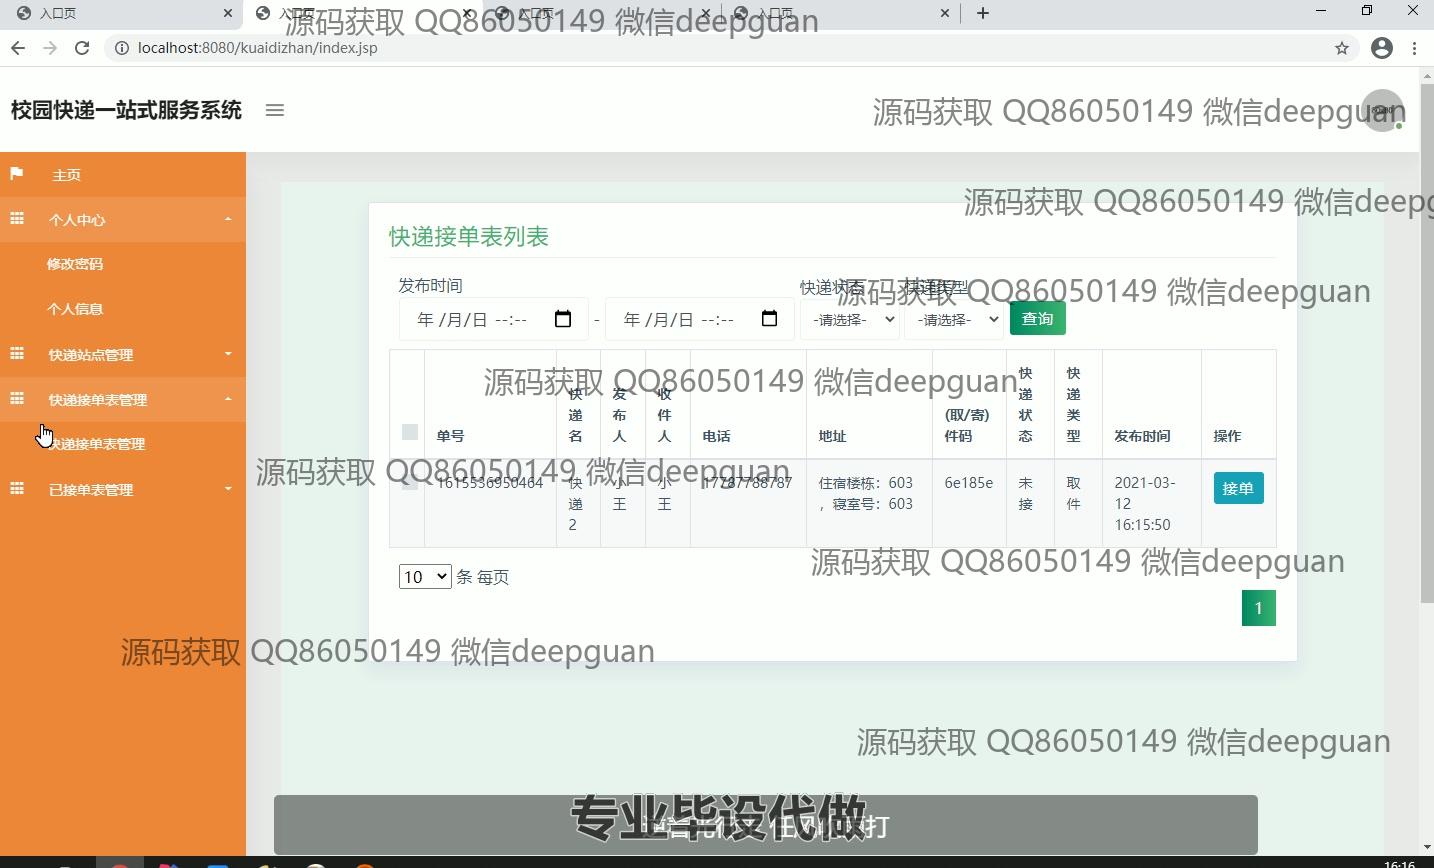 入口页
入口页
入口页
入口页
源码获取 QQ86050149 微信deepguan
localhost:8080/kuaidizhan/index.jsp
校园快递一站式服务系统
源码获取 QQ86050149 微信deepguan
主页
个人中心
修改密码
个人信息
快递站点管理
快递接单表管理
快递接单表管理
已接单表管理
源码获取 QQ86050149 微信deepg
快递接单表列表
发布时间
快递状态
快递类型
源码获取 QQ86050149 微信deepguan
年 /月/日 --:--
-
年 /月/日 --:--
-请选择-
-请选择-
查询
源码获取 QQ86050149 微信deepguan
单号
快递名
发布人
收件人
电话
地址
(取/寄)件码
快递状态
快递类型
发布时间
操作
源码获取 QQ86050149 微信deepguan
1615536950464
快递2
小王
小王
17787788787
住宿楼栋：603
，寝室号：603
6e185e
未接
取件
2021-03-12 16:15:50
接单
源码获取 QQ86050149 微信deepguan
10 条 每页
1
源码获取 QQ86050149 微信deepguan
源码获取 QQ86050149 微信deepguan
专业毕设代做
16:16